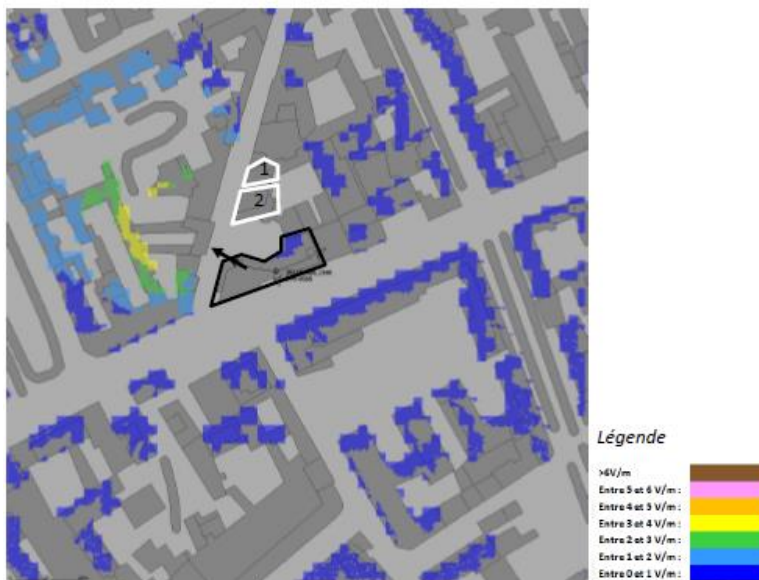 1
2
Légende
>6V/m
Entre 5 et 6 V/m :
Entre 4 et 5 V/m :
Entre 3 et 4 V/m :
Entre 2 et 3 V/m :
Entre 1 et 2 V/m :
Entre 0 et 1 V/m :